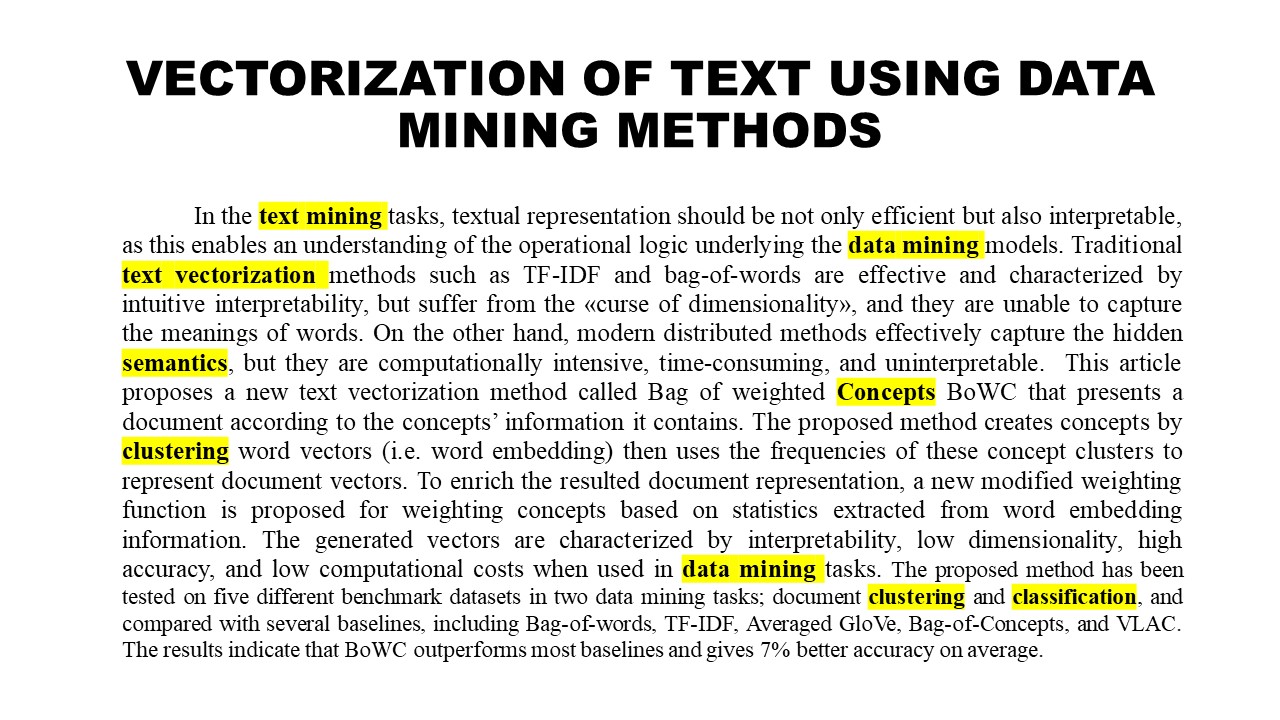 VECTORIZATION OF TEXT USING DATA
MINING METHODS
In the text mining tasks, textual representation should be not only efficient but also interpretable,
as this enables an understanding of the operational logic underlying the data mining models. Traditional
text vectorization methods such as TF-IDF and bag-of-words are effective and characterized by
intuitive interpretability, but suffer from the «curse of dimensionality», and they are unable to capture
the meanings of words. On the other hand, modern distributed methods effectively capture the hidden
semantics, but they are computationally intensive, time-consuming, and uninterpretable. This article
proposes a new text vectorization method called Bag of weighted Concepts BoWC that presents a
document according to the concepts’ information it contains. The proposed method creates concepts by
clustering word vectors (i.e. word embedding) then uses the frequencies of these concept clusters to
represent document vectors. To enrich the resulted document representation, a new modified weighting
function is proposed for weighting concepts based on statistics extracted from word embedding
information. The generated vectors are characterized by interpretability, low dimensionality, high
accuracy, and low computational costs when used in data mining tasks. The proposed method has been
tested on five different benchmark datasets in two data mining tasks; document clustering and classification, and
compared with several baselines, including Bag-of-words, TF-IDF, Averaged GloVe, Bag-of-Concepts, and VLAC.
The results indicate that BoWC outperforms most baselines and gives 7% better accuracy on average.